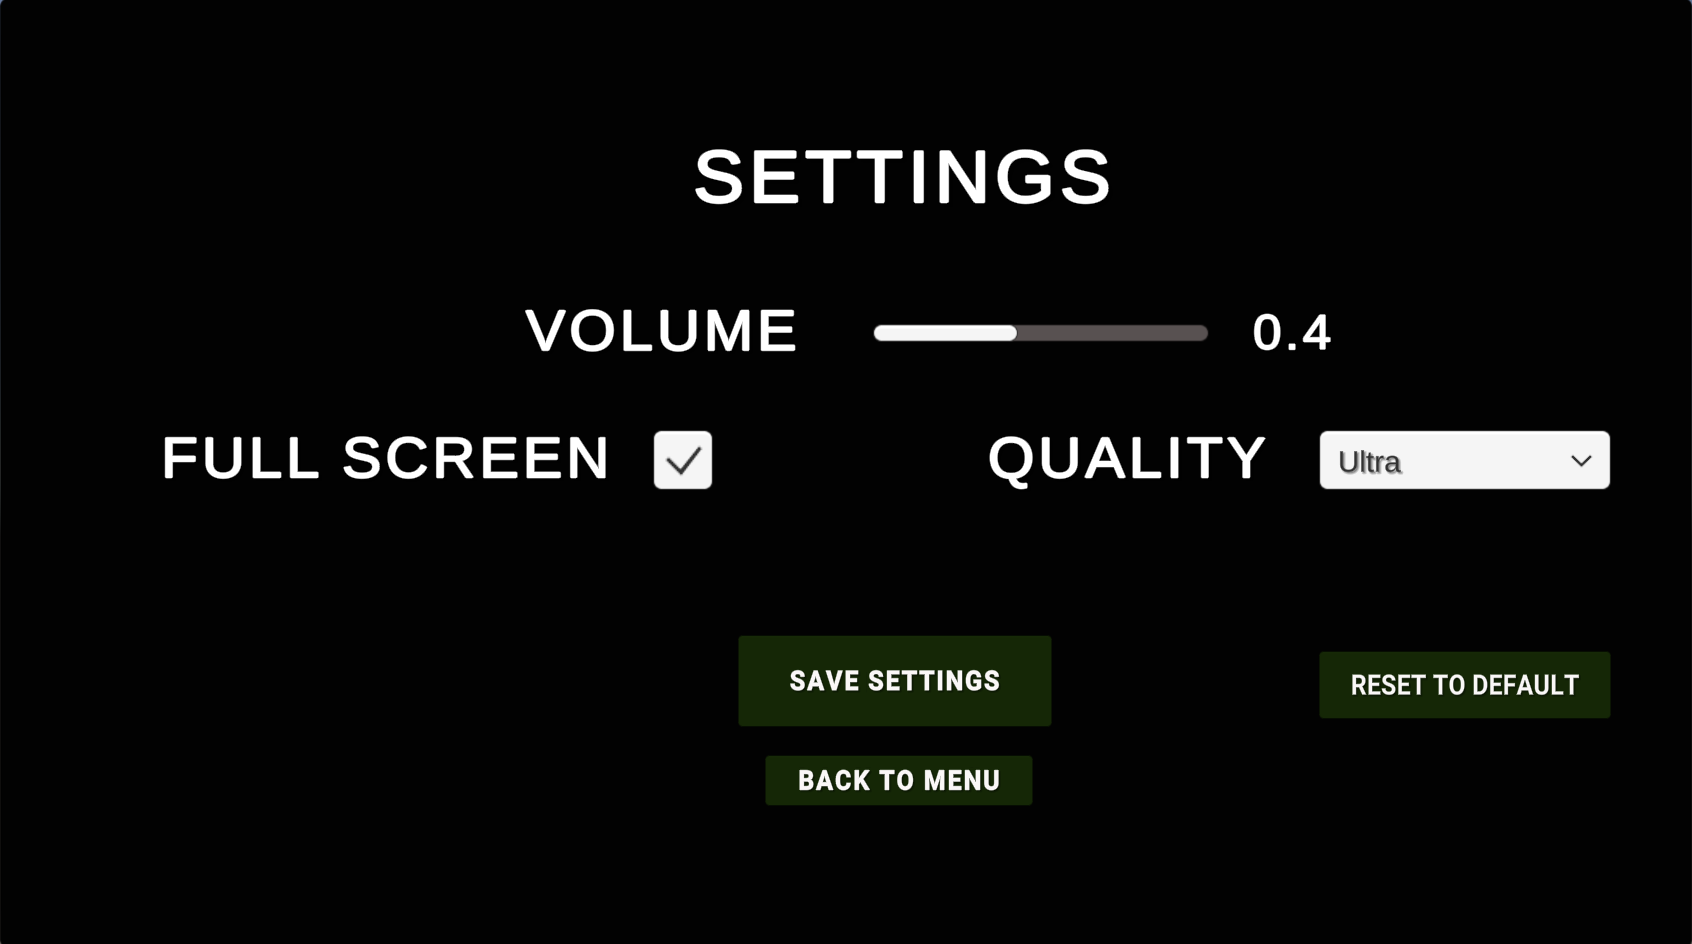 SETTINGS
VOLUME 0.4
FULL SCREEN QUALITY Ultra
SAVE SETTINGS
RESET TO DEFAULT
BACK TO MENU